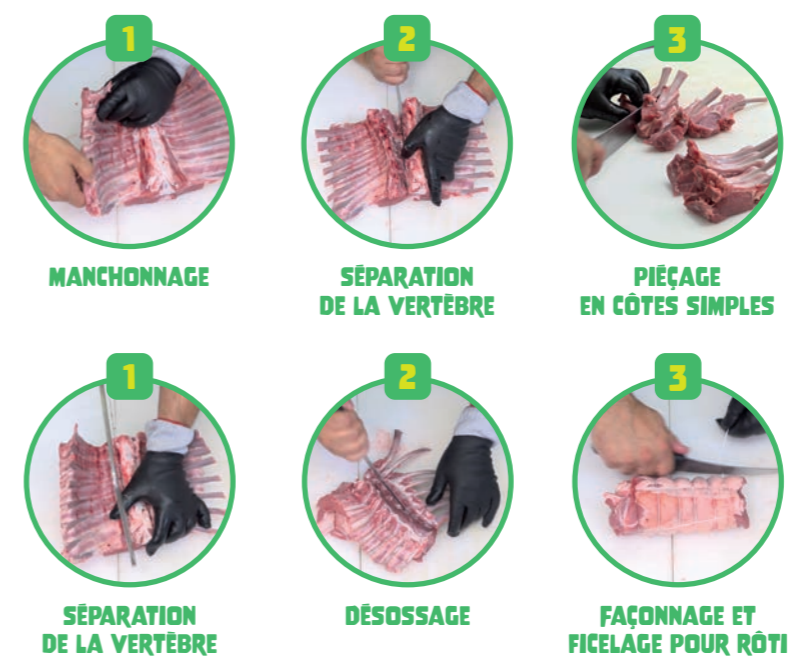 1
2
3
MANCHONNAGE
SÉPARATION
DE LA VERTÈBRE
PIÉÇAGE
EN CÔTES SIMPLES
1
2
3
SÉPARATION
DE LA VERTÈBRE
DÉSOSSAGE
FAÇONNAGE ET
FICELAGE POUR RÔTI